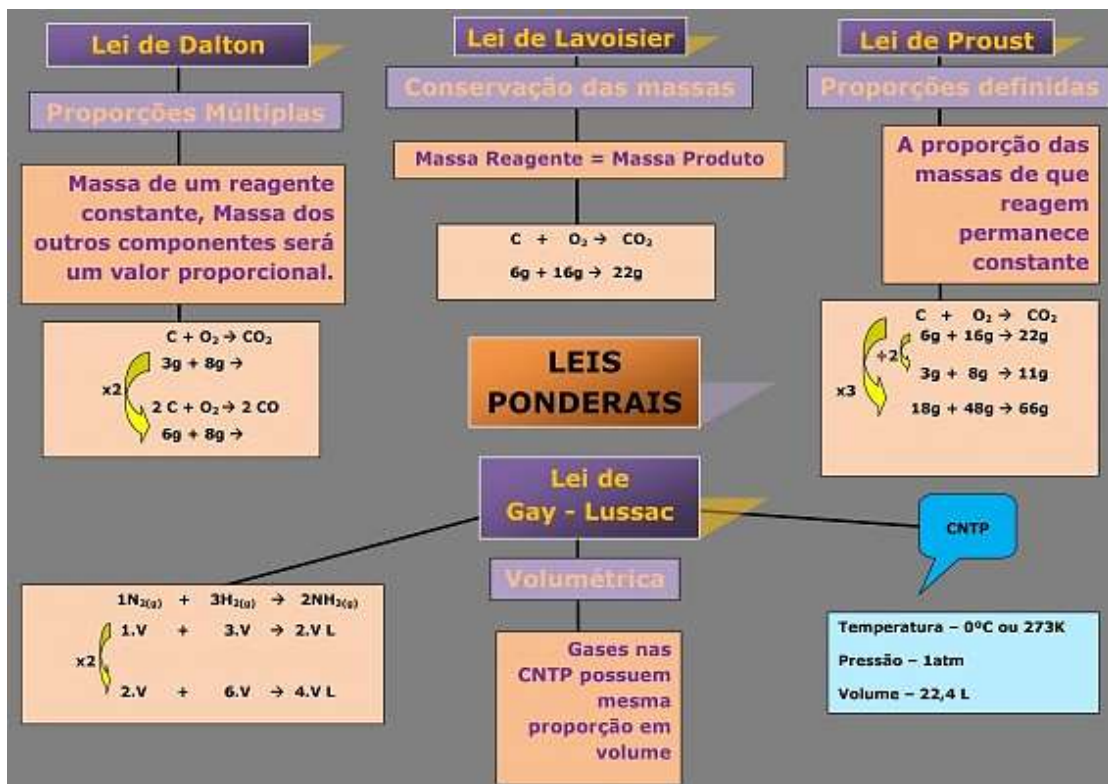 Lei de Dalton
Proporções Múltiplas
Massa de um reagente
constante, Massa dos
outros componentes será
um valor proporcional.
C + O₂ → CO₂
3g + 8g →
x2
2 C + O₂ → 2 CO
6g + 8g →
Lei de Lavoisier
Conservação das massas
Massa Reagente = Massa Produto
C + O₂ → CO₂
6g + 16g → 22g
Lei de Proust
Proporções definidas
A proporção das
massas de que
reagem
permanece
constante
C + O₂ → CO₂
6g + 16g → 22g
÷2
3g + 8g → 11g
x3
18g + 48g → 66g
LEIS
PONDERAIS
Lei de
Gay - Lussac
Volumétrica
Gases nas
CNTP possuem
mesma
proporção em
volume
1N₂(g) + 3H₂(g) → 2NH₃(g)
1.V + 3.V → 2.V L
x2
2.V + 6.V → 4.V L
CNTP
Temperatura – 0ºC ou 273K
Pressão – 1atm
Volume – 22,4 L